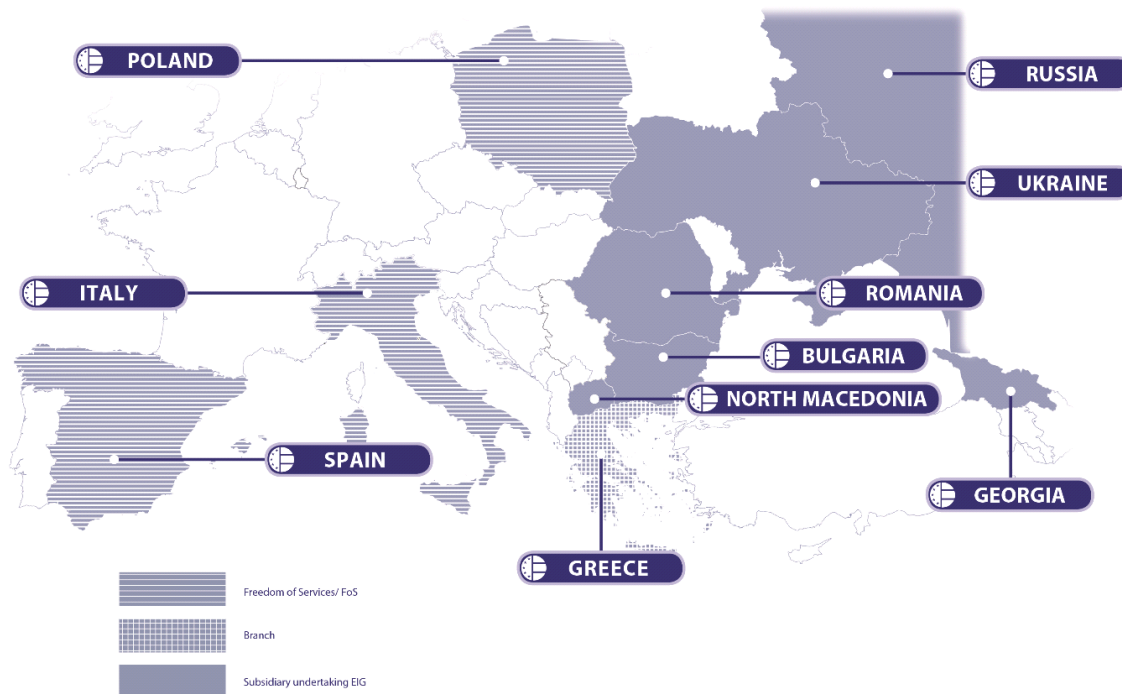 POLAND
RUSSIA
UKRAINE
ITALY
ROMANIA
BULGARIA
NORTH MACEDONIA
SPAIN
GEORGIA
GREECE
Freedom of Services/ FoS
Branch
Subsidiary undertaking EIG